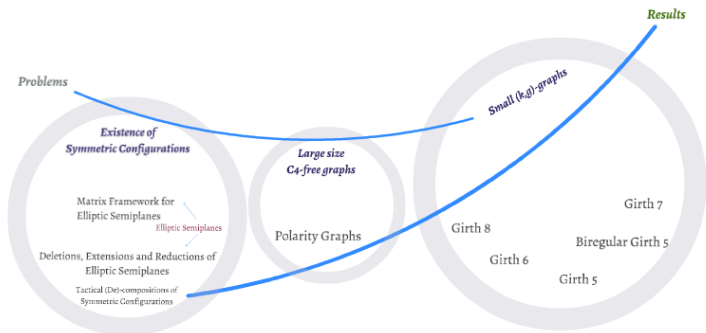 Results
Problems
Existence of
Symmetric Configurations
Matrix Framework for
Elliptic Semiplanes
Elliptic Semiplanes
Deletions, Extensions and Reductions of
Elliptic Semiplanes
Tactical (De)-compositions of
Symmetric Configurations
Large size
C4-free graphs
Polarity Graphs
Small (k,g)-graphs
Girth 7
Girth 8
Biregular Girth 5
Girth 6
Girth 5